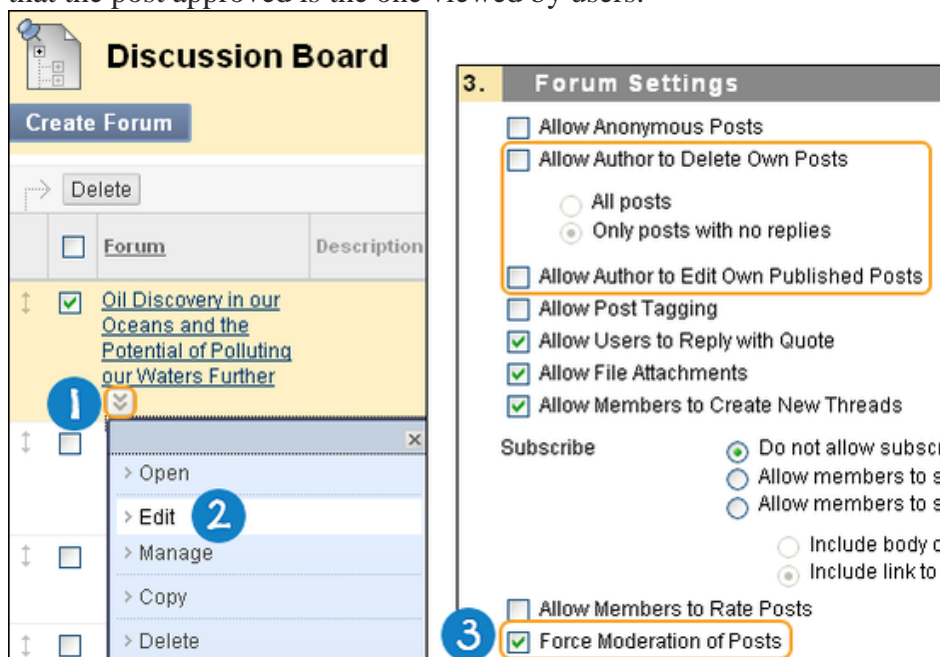 that the post approved is the one viewed by users.
Discussion Board
Create Forum
Delete
Forum
Description
Oil Discovery in our
Oceans and the
Potential of Polluting
our Waters Further
1
> Open
> Edit
2
> Manage
> Copy
> Delete
3. Forum Settings
Allow Anonymous Posts
Allow Author to Delete Own Posts
All posts
Only posts with no replies
Allow Author to Edit Own Published Posts
Allow Post Tagging
Allow Users to Reply with Quote
Allow File Attachments
Allow Members to Create New Threads
Subscribe
Do not allow subscr
Allow members to s
Allow members to s
Include body o
Include link to
Allow Members to Rate Posts
3
Force Moderation of Posts